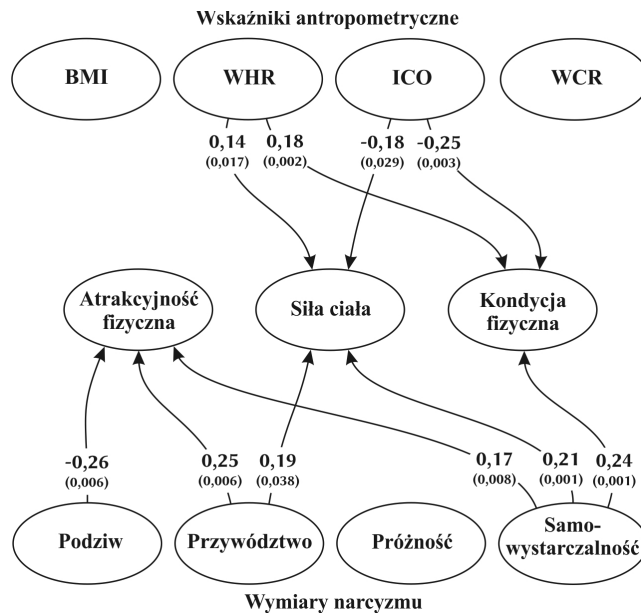 Wskaźniki antropometryczne
BMI WHR ICO WCR
0,14 0,18 -0,18 -0,25
(0,017) (0,002) (0,029) (0,003)
Atrakcyjność
fizyczna
Siła ciała
Kondycja
fizyczna
-0,26 0,25 0,19 0,17 0,21 0,24
(0,006) (0,006) (0,038) (0,008) (0,001) (0,001)
Podziw Przywództwo Próżność
Samo-
wystarczalność
Wymiary narcyzmu